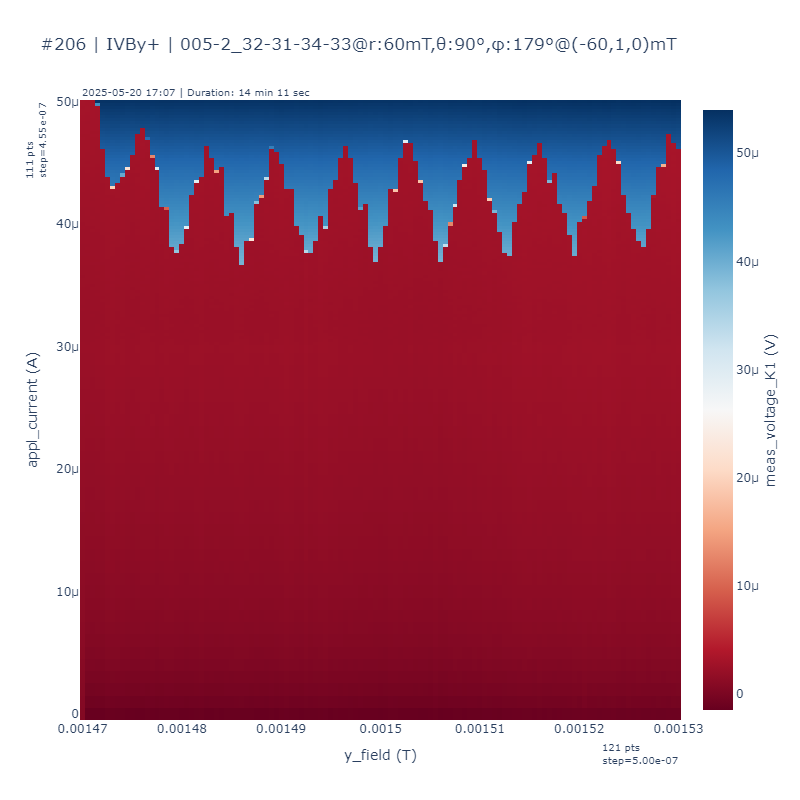 #206 | IVBy+ | 005-2_32-31-34-33@r:60mT,θ:90°,φ:179°@(-60,1,0)mT
2025-05-20 17:07 | Duration: 14 min 11 sec
111 pts
step=4.55e-07
50μ
40μ
30μ
20μ
10μ
0
appl_current (A)
0.00147
0.00148
0.00149
0.0015
0.00151
0.00152
0.00153
y_field (T)
121 pts
step=5.00e-07
50μ
40μ
30μ
20μ
10μ
0
meas_voltage_K1 (V)